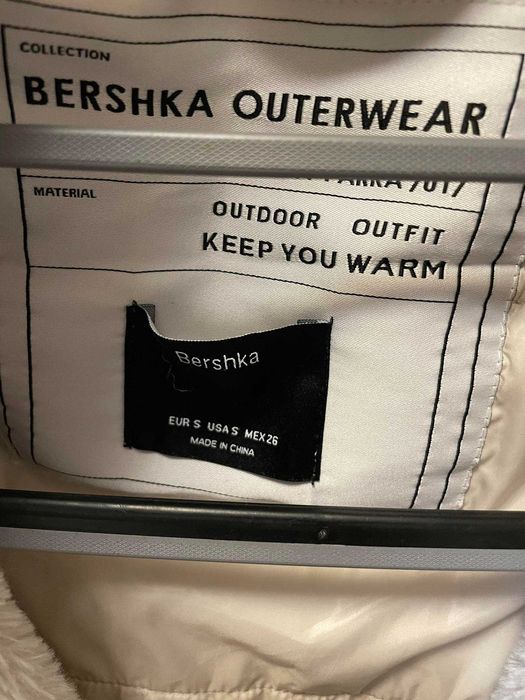 COLLECTION
BERSHKA OUTERWEAR
MATERIAL
OUTDOOR OUTFIT
KEEP YOU WARM
Bershka
EUR S USA S MEX 26
MADE IN CHINA